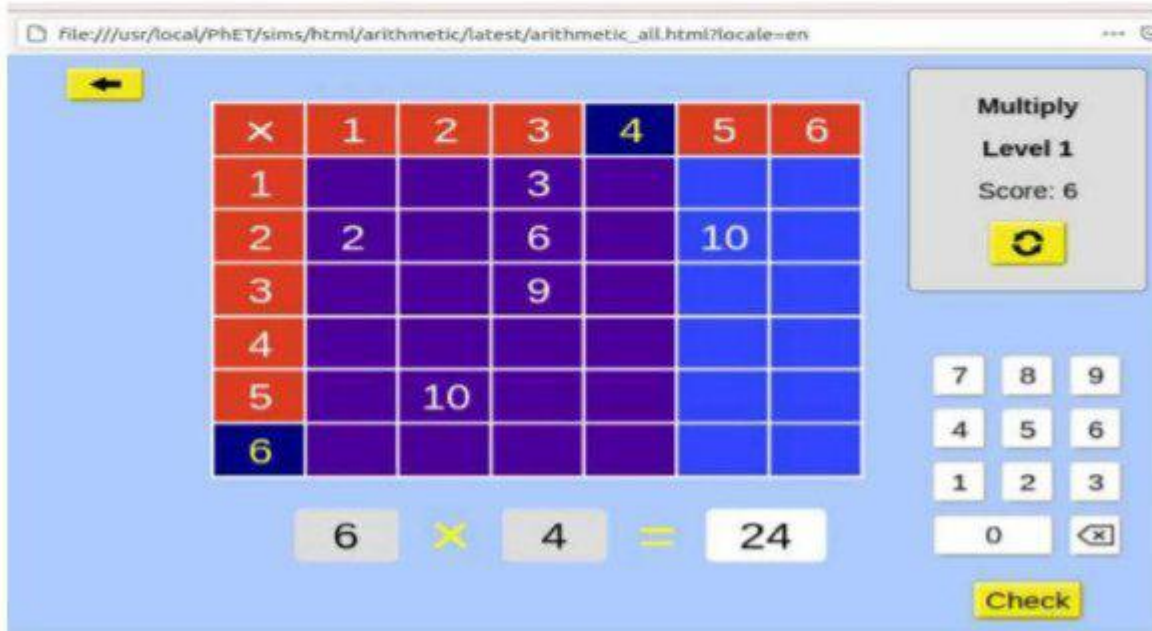 file:///usr/local/PhET/sims/html/arithmetic/latest/arithmetic_all.html?locale=en
× 1 2 3 4 5 6
1 3
2 2 6 10
3 9
4
5 10
6
6 × 4 = 24
Multiply
Level 1
Score: 6
7 8 9
4 5 6
1 2 3
0
Check